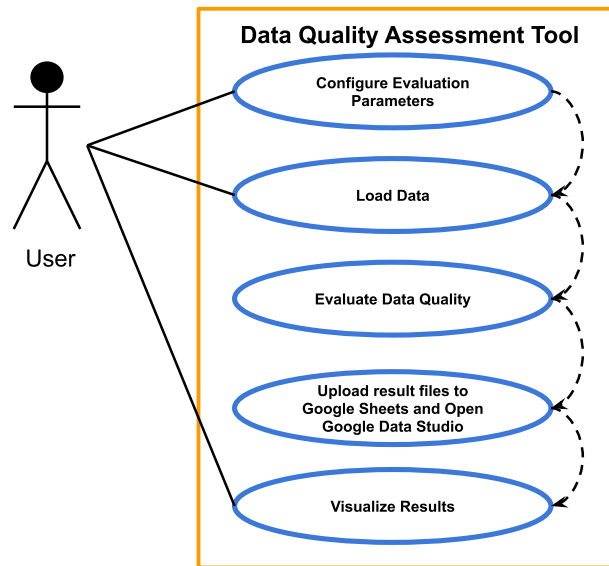 Data Quality Assessment Tool
Configure Evaluation
Parameters
Load Data
User
Evaluate Data Quality
Upload result files to
Google Sheets and Open
Google Data Studio
Visualize Results